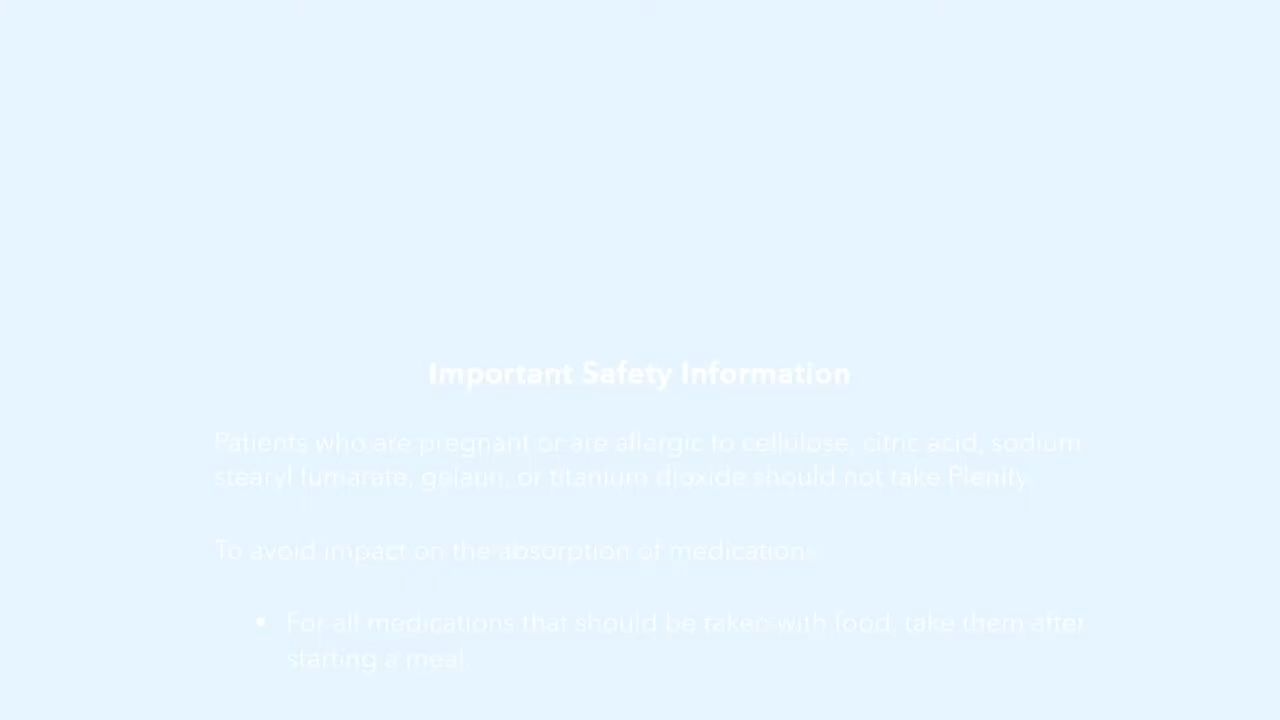 Important Safety Information
Patients who are pregnant or are allergic to cellulose, citric acid, sodium
stearyl fumarate, gelatin, or titanium dioxide should not take Plenity.
To avoid impact on the absorption of medications:
• For all medications that should be taken with food, take them after
starting a meal.